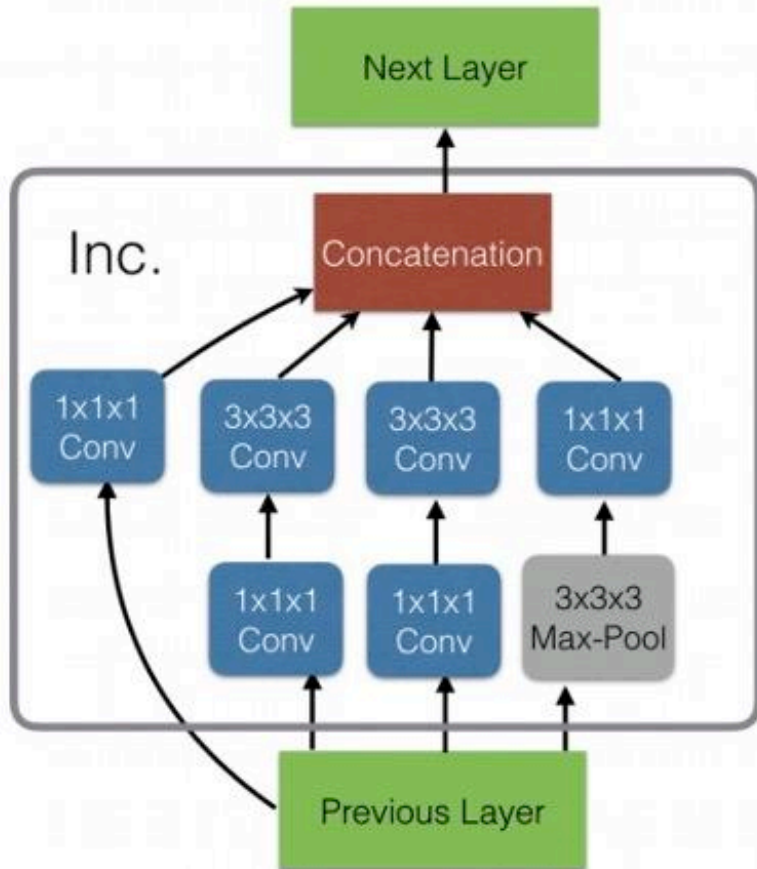 Next Layer
Inc.
Concatenation
1x1x1
Conv
3x3x3
Conv
3x3x3
Conv
1x1x1
Conv
1x1x1
Conv
1x1x1
Conv
3x3x3
Max-Pool
Previous Layer